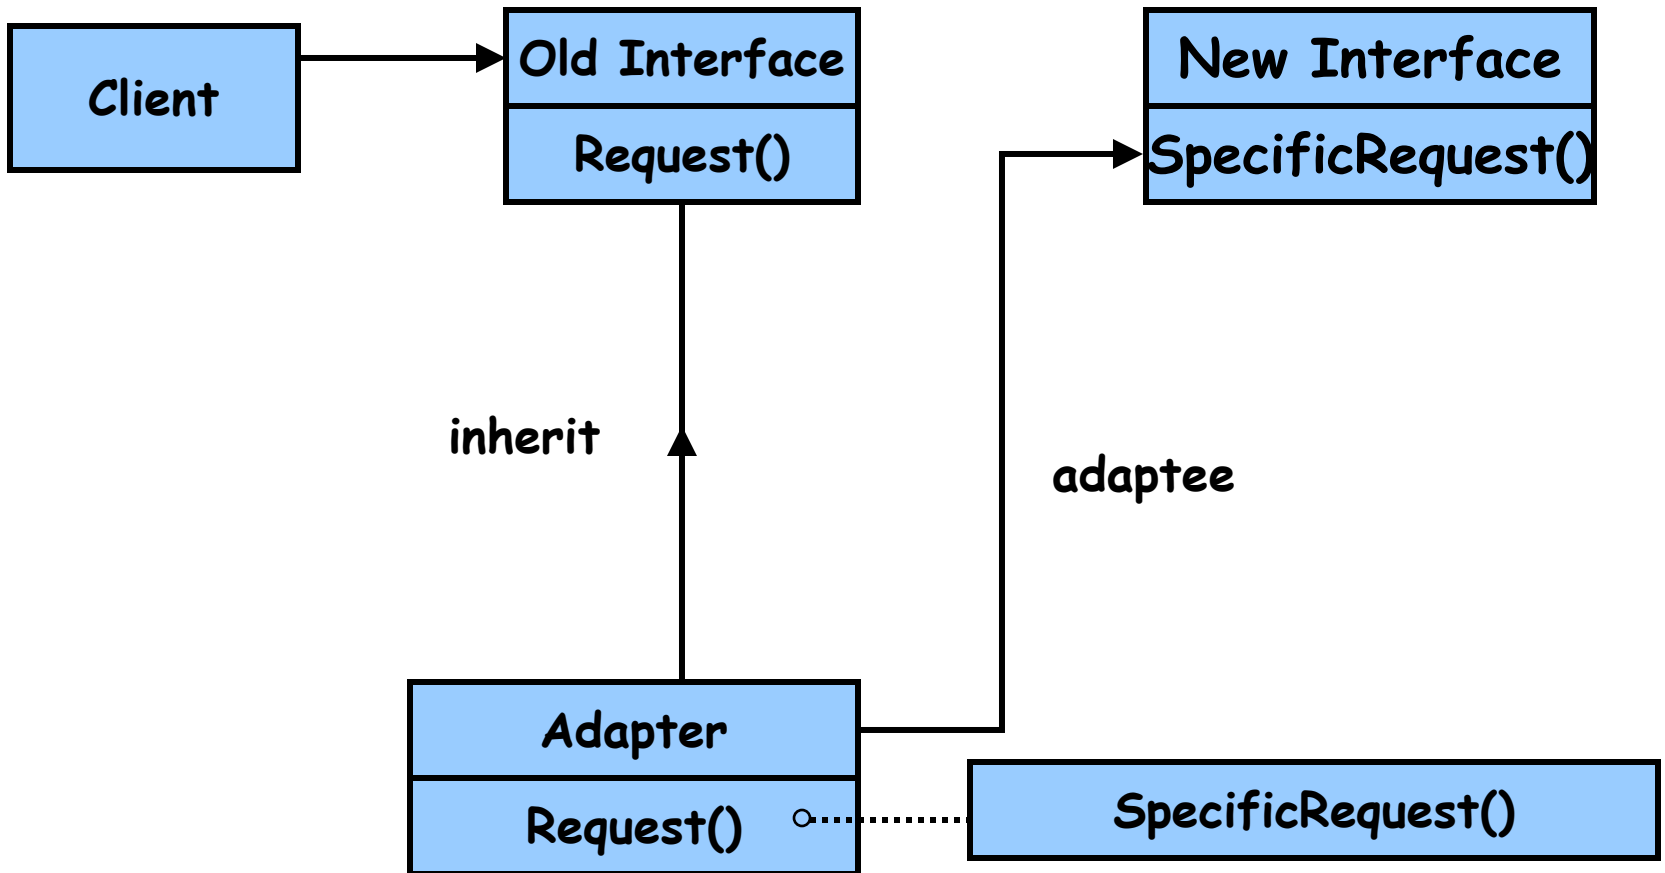 Client
Old Interface
Request()
New Interface
SpecificRequest()
inherit
adaptee
Adapter
Request()
SpecificRequest()